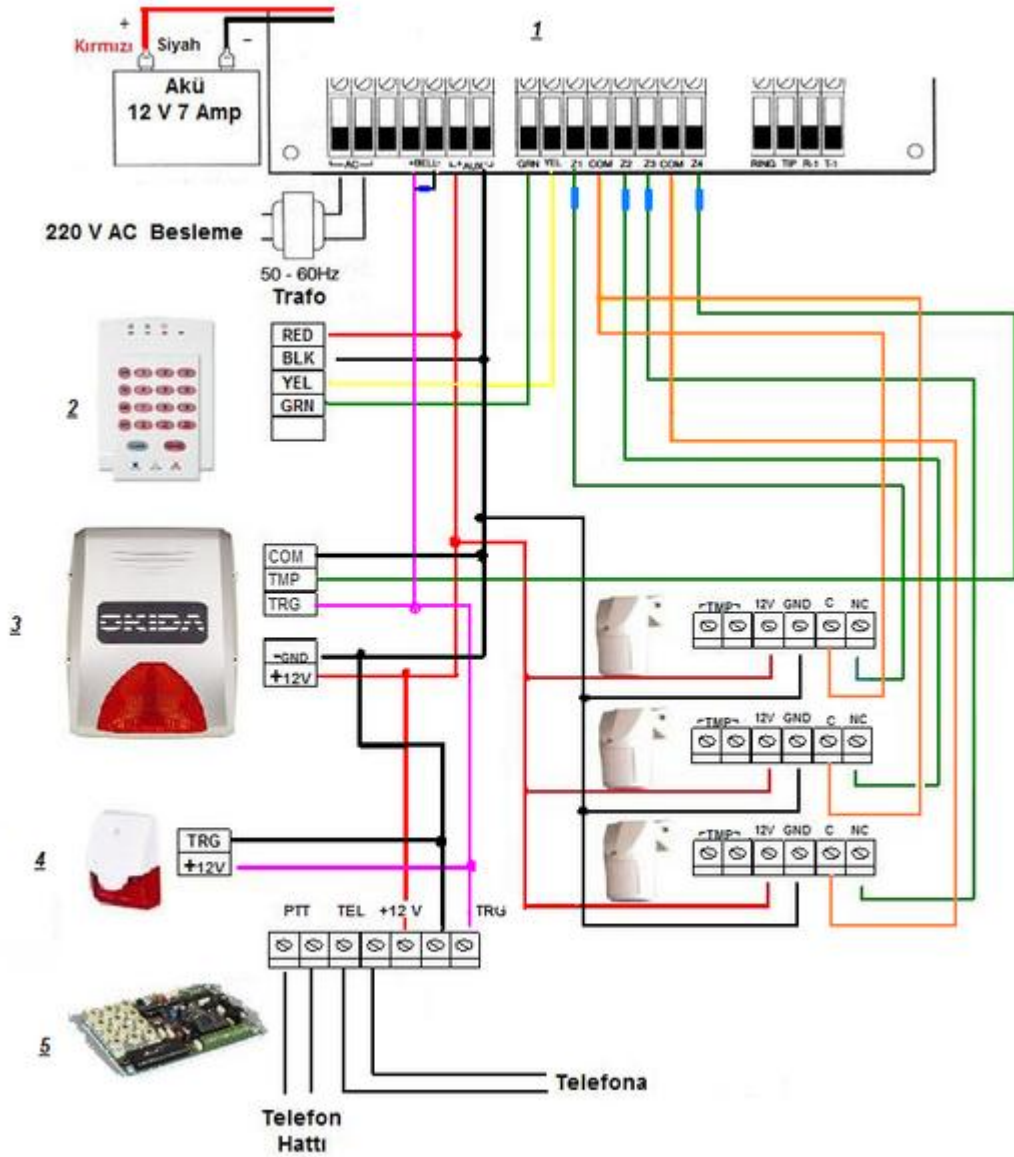 1
+ -
Kırmızı Siyah
Akü
12 V 7 Amp
AC +BELL- +AUX- GRN YEL Z1 COM Z2 Z3 COM Z4 RING TIP R-1 T-1
220 V AC Besleme
50 - 60Hz
Trafo
RED
BLK
YEL
GRN
2
COM
TMP
TRG
3
OKIDA
-GND
+12V
TMP 12V GND C NC
TMP 12V GND C NC
TMP 12V GND C NC
4
TRG
+12V
PTT TEL +12 V TRG
5
Telefona
Telefon
Hattı